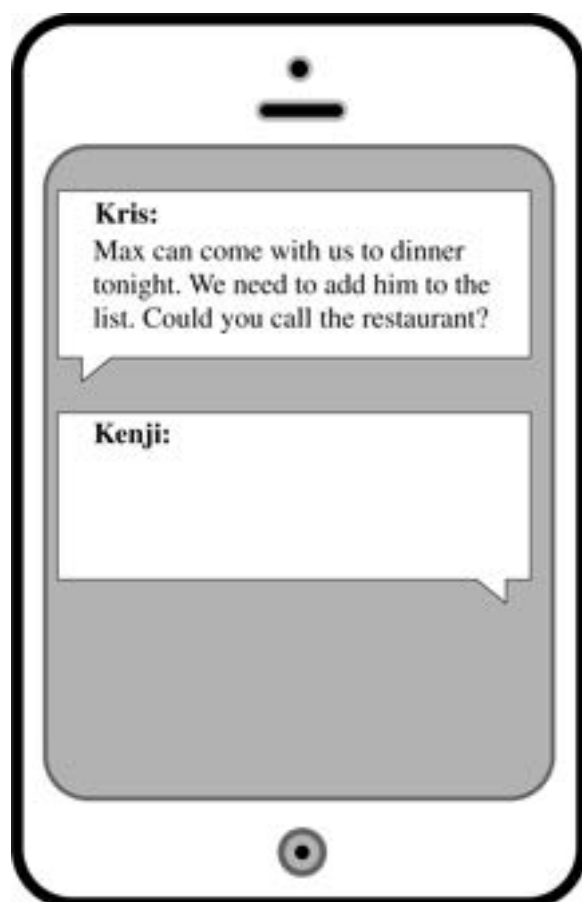 Kris:
Max can come with us to dinner
tonight. We need to add him to the
list. Could you call the restaurant?
Kenji: